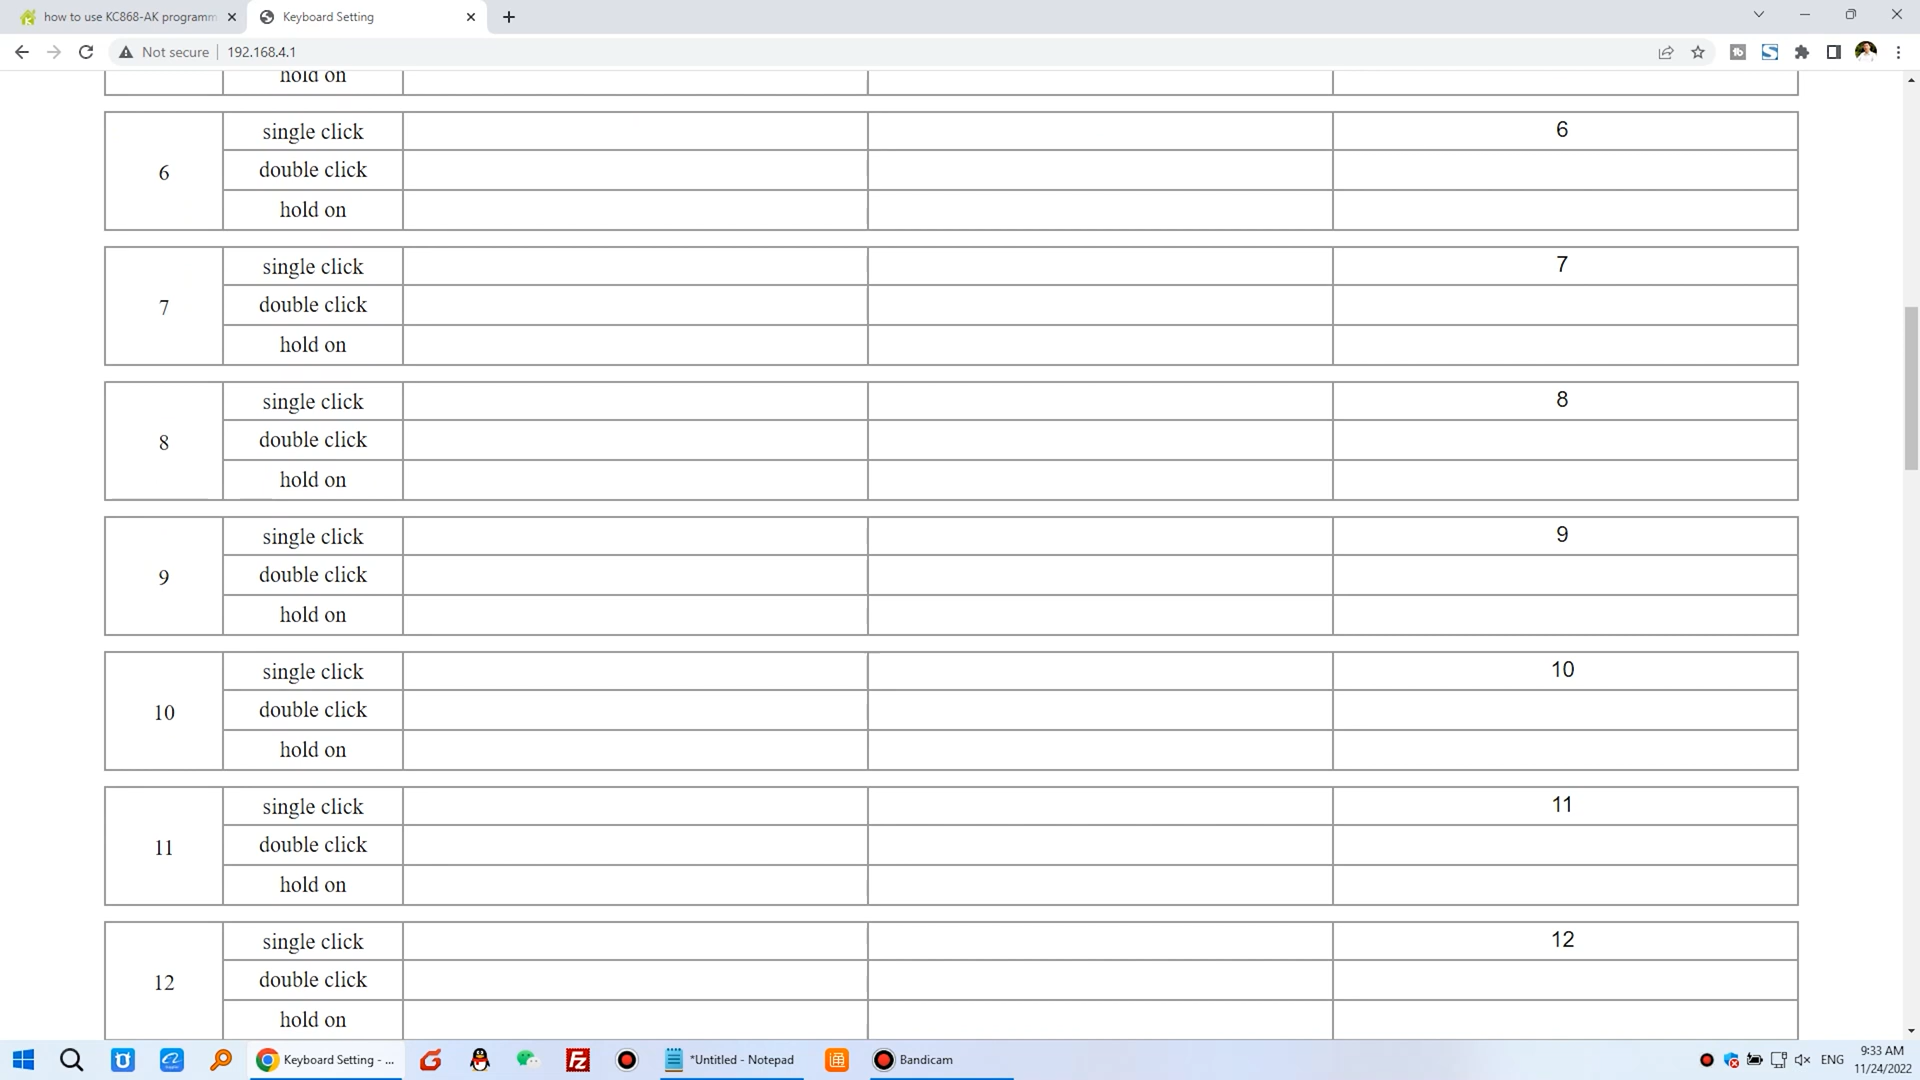 how to use KC868-AK programm
Keyboard Setting
Not secure
192.168.4.1
hold on
6
single click
6
double click
hold on
7
single click
7
double click
hold on
8
single click
8
double click
hold on
9
single click
9
double click
hold on
10
single click
10
double click
hold on
11
single click
11
double click
hold on
12
single click
12
double click
hold on
Keyboard Setting - ...
*Untitled - Notepad
Bandicam
ENG
9:33 AM
11/24/2022